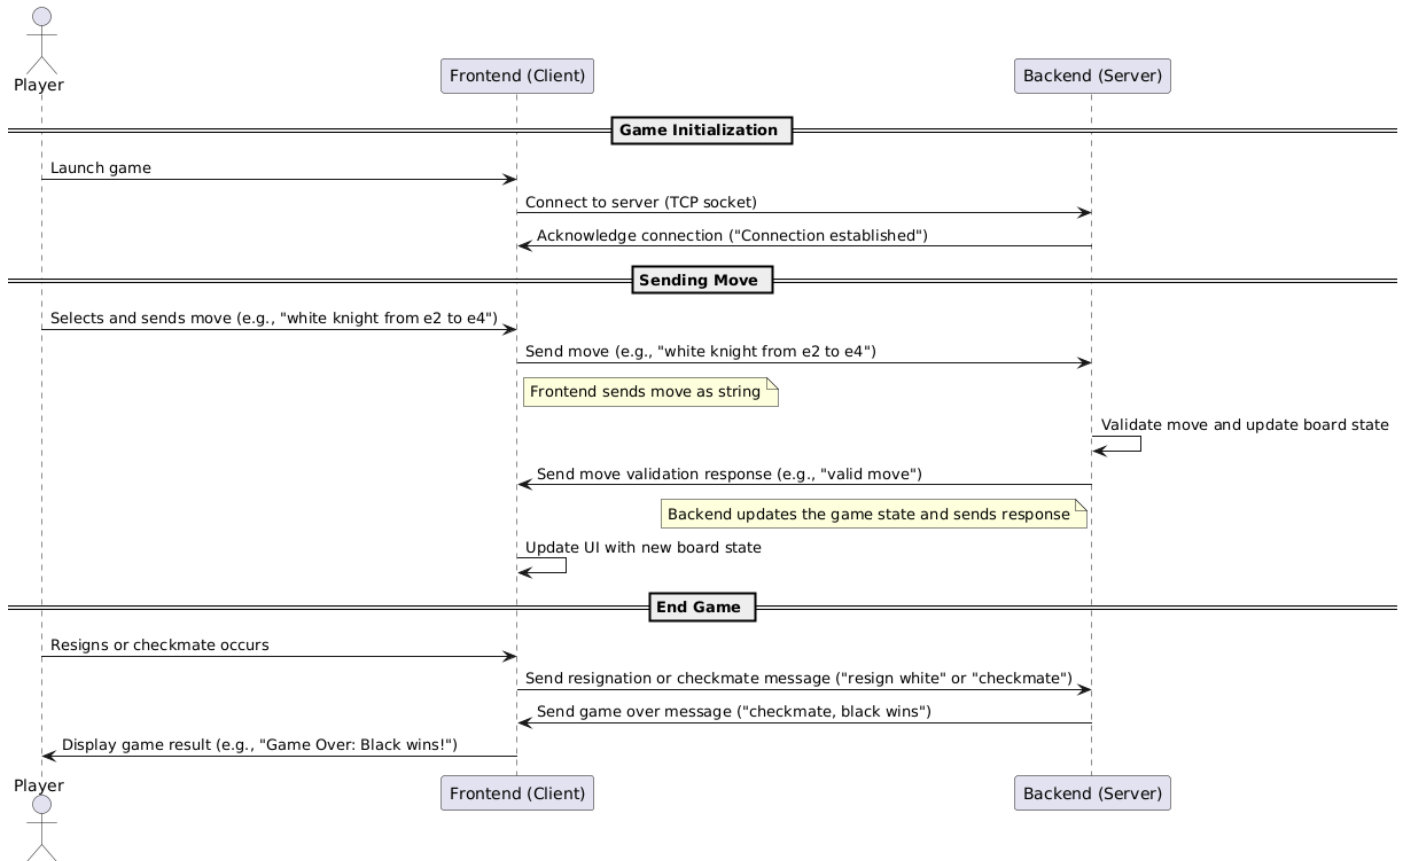 Player
Frontend (Client)
Backend (Server)
Game Initialization
Launch game
Connect to server (TCP socket)
Acknowledge connection ("Connection established")
Sending Move
Selects and sends move (e.g., "white knight from e2 to e4")
Send move (e.g., "white knight from e2 to e4")
Frontend sends move as string
Validate move and update board state
Send move validation response (e.g., "valid move")
Backend updates the game state and sends response
Update UI with new board state
End Game
Resigns or checkmate occurs
Send resignation or checkmate message ("resign white" or "checkmate")
Send game over message ("checkmate, black wins")
Display game result (e.g., "Game Over: Black wins!")
Player
Frontend (Client)
Backend (Server)